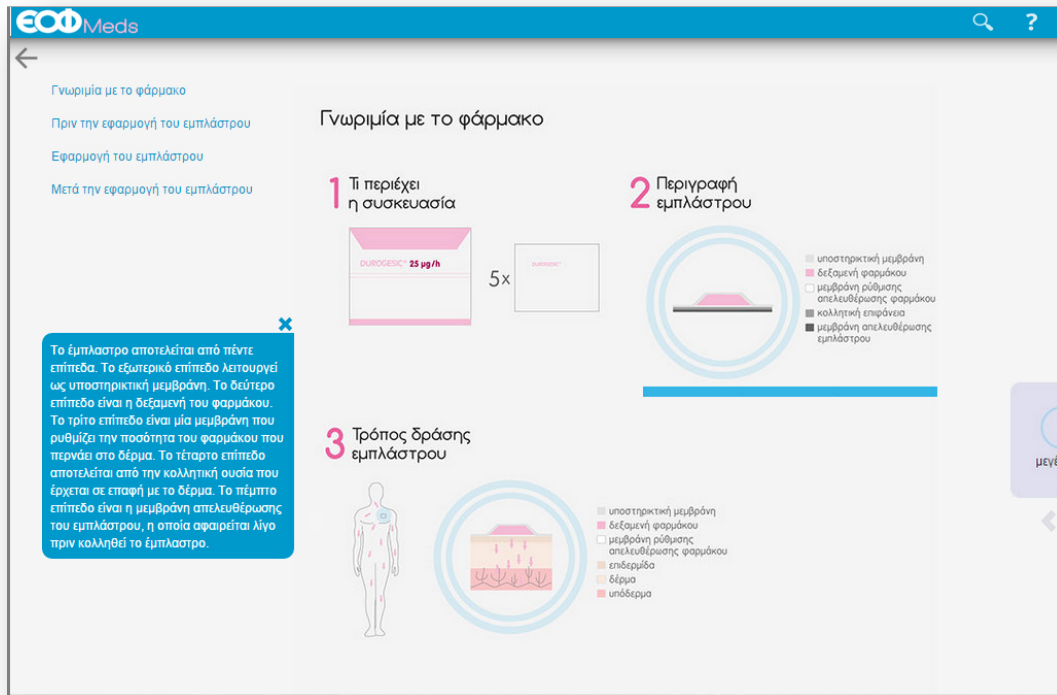 ΕΟΦMeds
?
Γνωριμία με το φάρμακο
Πριν την εφαρμογή του εμπλάστρου
Εφαρμογή του εμπλάστρου
Μετά την εφαρμογή του εμπλάστρου
Γνωριμία με το φάρμακο
1 Τι περιέχει
η συσκευασία
DUROGESIC™ 25 μg/h
5x
DUROGESIC™
2 Περιγραφή
εμπλάστρου
υποστηρικτική μεμβράνη
δεξαμενή φαρμάκου
μεμβράνη ρύθμισης
απελευθέρωσης φαρμάκου
κολλητική επιφάνεια
μεμβράνη απελευθέρωσης
εμπλάστρου
Το έμπλαστρο αποτελείται από πέντε
επίπεδα. Το εξωτερικό επίπεδο λειτουργεί
ως υποστηρικτική μεμβράνη. Το δεύτερο
επίπεδο είναι η δεξαμενή του φαρμάκου.
Το τρίτο επίπεδο είναι μία μεμβράνη που
ρυθμίζει την ποσότητα του φαρμάκου που
περνάει στο δέρμα. Το τέταρτο επίπεδο
αποτελείται από την κολλητική ουσία που
έρχεται σε επαφή με το δέρμα. Το πέμπτο
επίπεδο είναι η μεμβράνη απελευθέρωσης
του εμπλάστρου, η οποία αφαιρείται λίγο
πριν κολληθεί το έμπλαστρο.
3 Τρόπος δράσης
εμπλάστρου
υποστηρικτική μεμβράνη
δεξαμενή φαρμάκου
μεμβράνη ρύθμισης
απελευθέρωσης φαρμάκου
επιδερμίδα
δέρμα
υπόδερμα